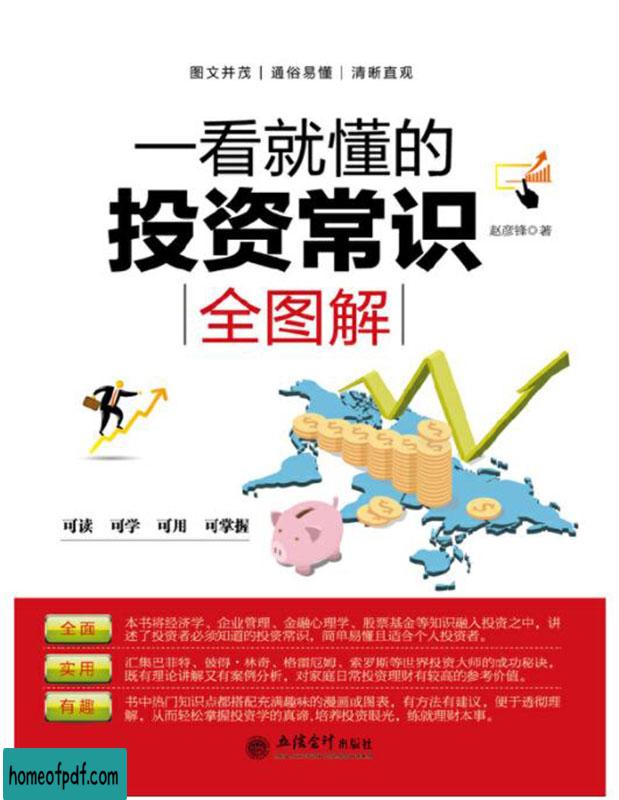 图文并茂 | 通俗易懂 | 清晰直观
一看就懂的
投资常识
赵彦锋◎著
全图解
可读 可学 可用 可掌握
全面
本书将经济学、企业管理、金融心理学、股票基金等知识融入投资之中，讲
述了投资者必须知道的投资常识，简单易懂且适合个人投资者。
实用
汇集巴菲特、彼得·林奇、格雷厄姆、索罗斯等世界投资大师的成功秘诀，
既有理论讲解又有案例分析，对家庭日常投资理财有较高的参考价值。
有趣
书中热门知识点都搭配充满趣味的漫画或图表，有方法有建议，便于透彻理
解，从而轻松掌握投资学的真谛，培养投资眼光，练就理财本事。
立信会计出版社
homeofpdf.com